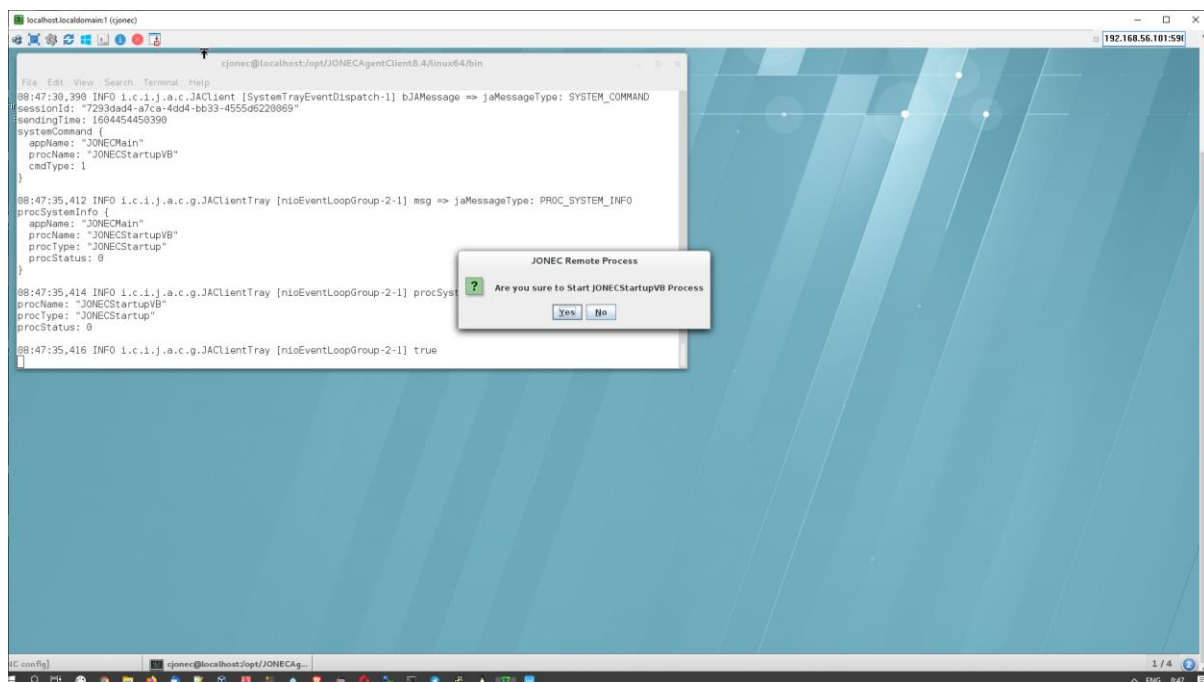 localhost.localdomain:1 (cjonec)
192.168.56.101:590
cjonec@localhost:/opt/JONECAgentClient8.4/linux64/bin
File Edit View Search Terminal Help
08:47:30,390 INFO i.c.i.j.a.c.JAClient [SystemTrayEventDispatch-1] bJAMessage => jaMessageType: SYSTEM_COMMAND
sessionId: "7293dad4-a7ca-4dd4-bb33-4555d6220069"
sendingTime: 1604454450390
systemCommand {
appName: "JONECMain"
procName: "JONECStartupVB"
cmdType: 1
}
08:47:35,412 INFO i.c.i.j.a.c.g.JAClientTray [nioEventLoopGroup-2-1] msg => jaMessageType: PROC_SYSTEM_INFO
procSystemInfo {
appName: "JONECMain"
procName: "JONECStartupVB"
procType: "JONECStartup"
procStatus: 0
}
08:47:35,414 INFO i.c.i.j.a.c.g.JAClientTray [nioEventLoopGroup-2-1] procSyst
procName: "JONECStartupVB"
procType: "JONECStartup"
procStatus: 0
08:47:35,416 INFO i.c.i.j.a.c.g.JAClientTray [nioEventLoopGroup-2-1] true
JONEC Remote Process
Are you sure to Start JONECStartupVB Process
Yes No
NC config]
cjonec@localhost:/opt/JONECAg...
1 / 4
ENG 8:47